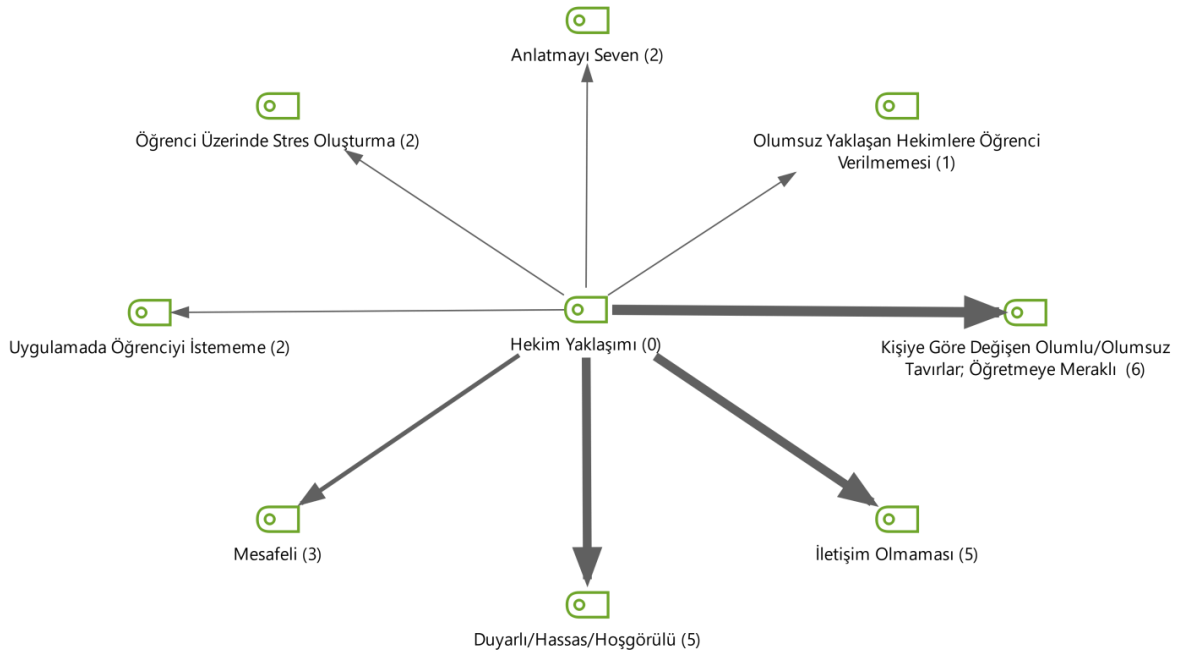 Anlatmayı Seven (2)
Öğrenci Üzerinde Stres Oluşturma (2)
Olumsuz Yaklaşan Hekimlere Öğrenci
Verilmemesi (1)
Uygulamada Öğrenciyi İstememe (2)
Hekim Yaklaşımı (0)
Kişiye Göre Değişen Olumlu/Olumsuz
Tavırlar; Öğretmeye Meraklı (6)
Mesafeli (3)
İletişim Olmaması (5)
Duyarlı/Hassas/Hoşgörülü (5)